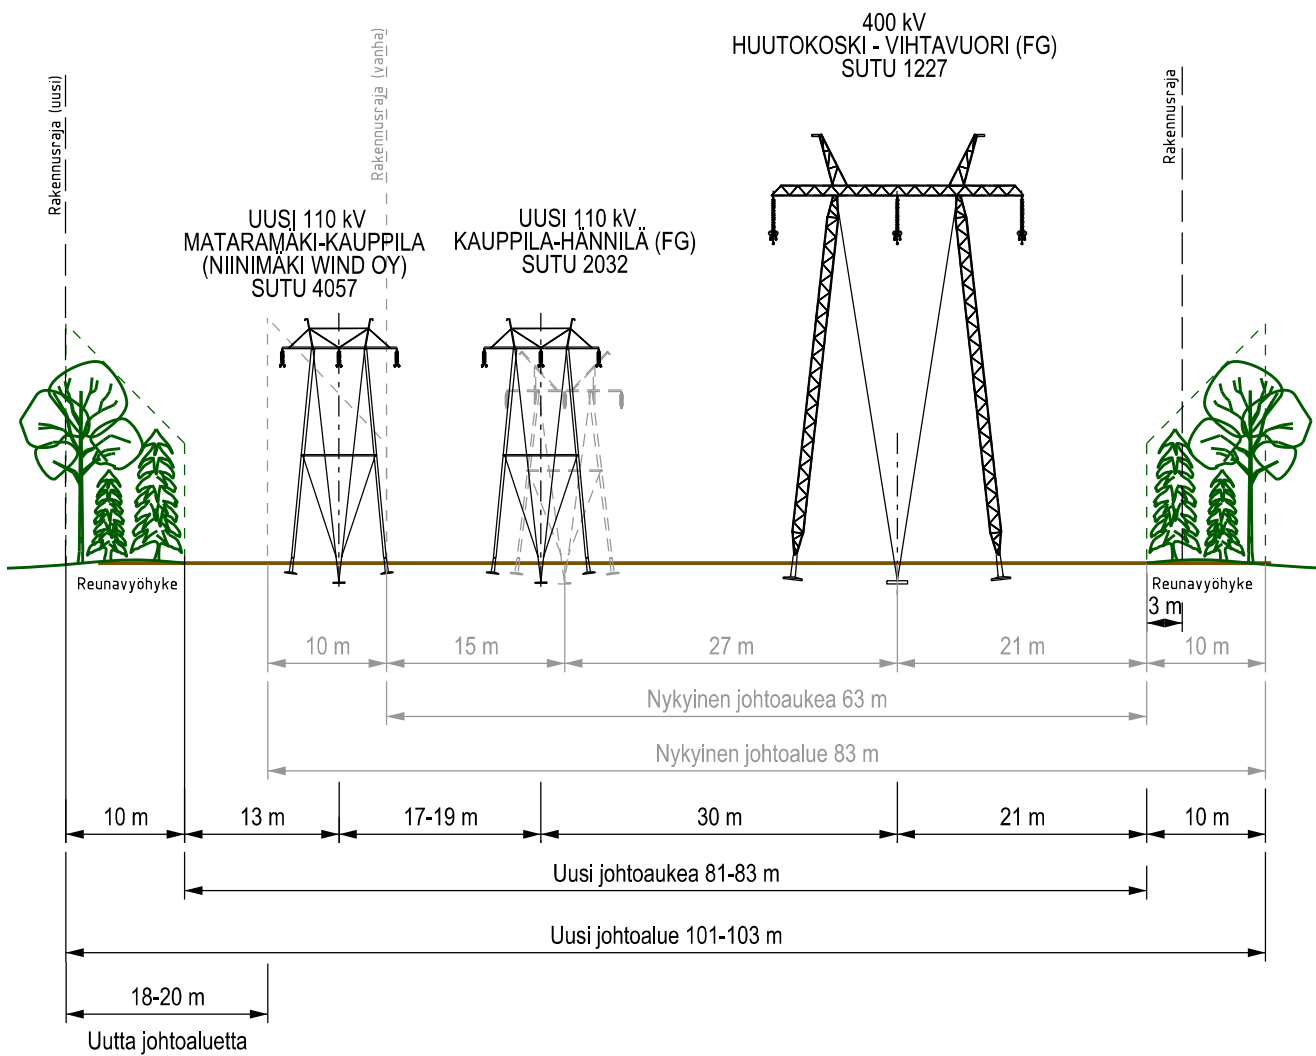 400 kV
HUUTOKOSKI - VIHTAVUORI (FG)
SUTU 1227
Rakennusraja (uusi)
Rakennusraja (vanha)
Rakennusraja
UUSI 110 kV
MATARAMÄKI-KAUPPILA
(NIINIMÄKI WIND OY)
SUTU 4057
UUSI 110 kV
KAUPPILA-HÄNNILÄ (FG)
SUTU 2032
Reunavyöhyke
Reunavyöhyke
3 m
10 m
15 m
27 m
21 m
10 m
Nykyinen johtoaukea 63 m
Nykyinen johtoalue 83 m
10 m
13 m
17-19 m
30 m
21 m
10 m
Uusi johtoaukea 81-83 m
Uusi johtoalue 101-103 m
18-20 m
Uutta johtoaluetta